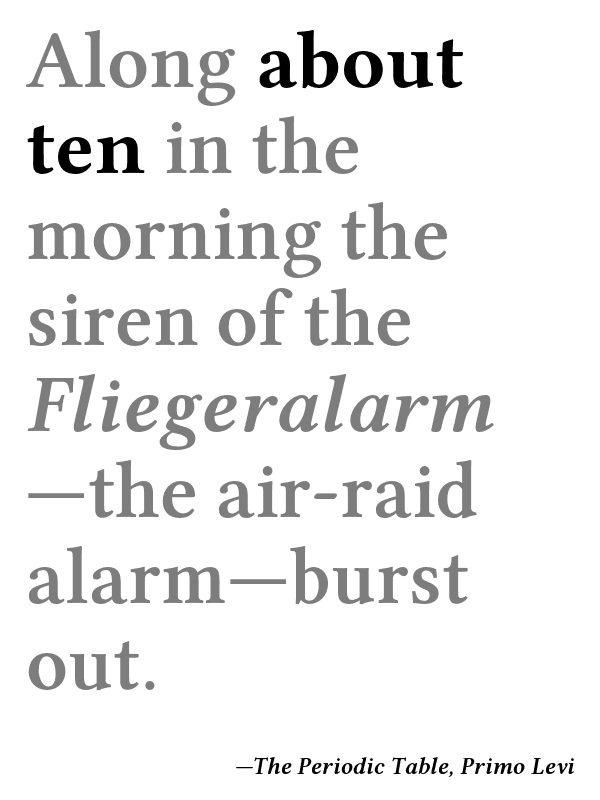 Along about
ten in the
morning the
siren of the
Fliegeralarm
—the air-raid
alarm—burst
out.
—The Periodic Table, Primo Levi